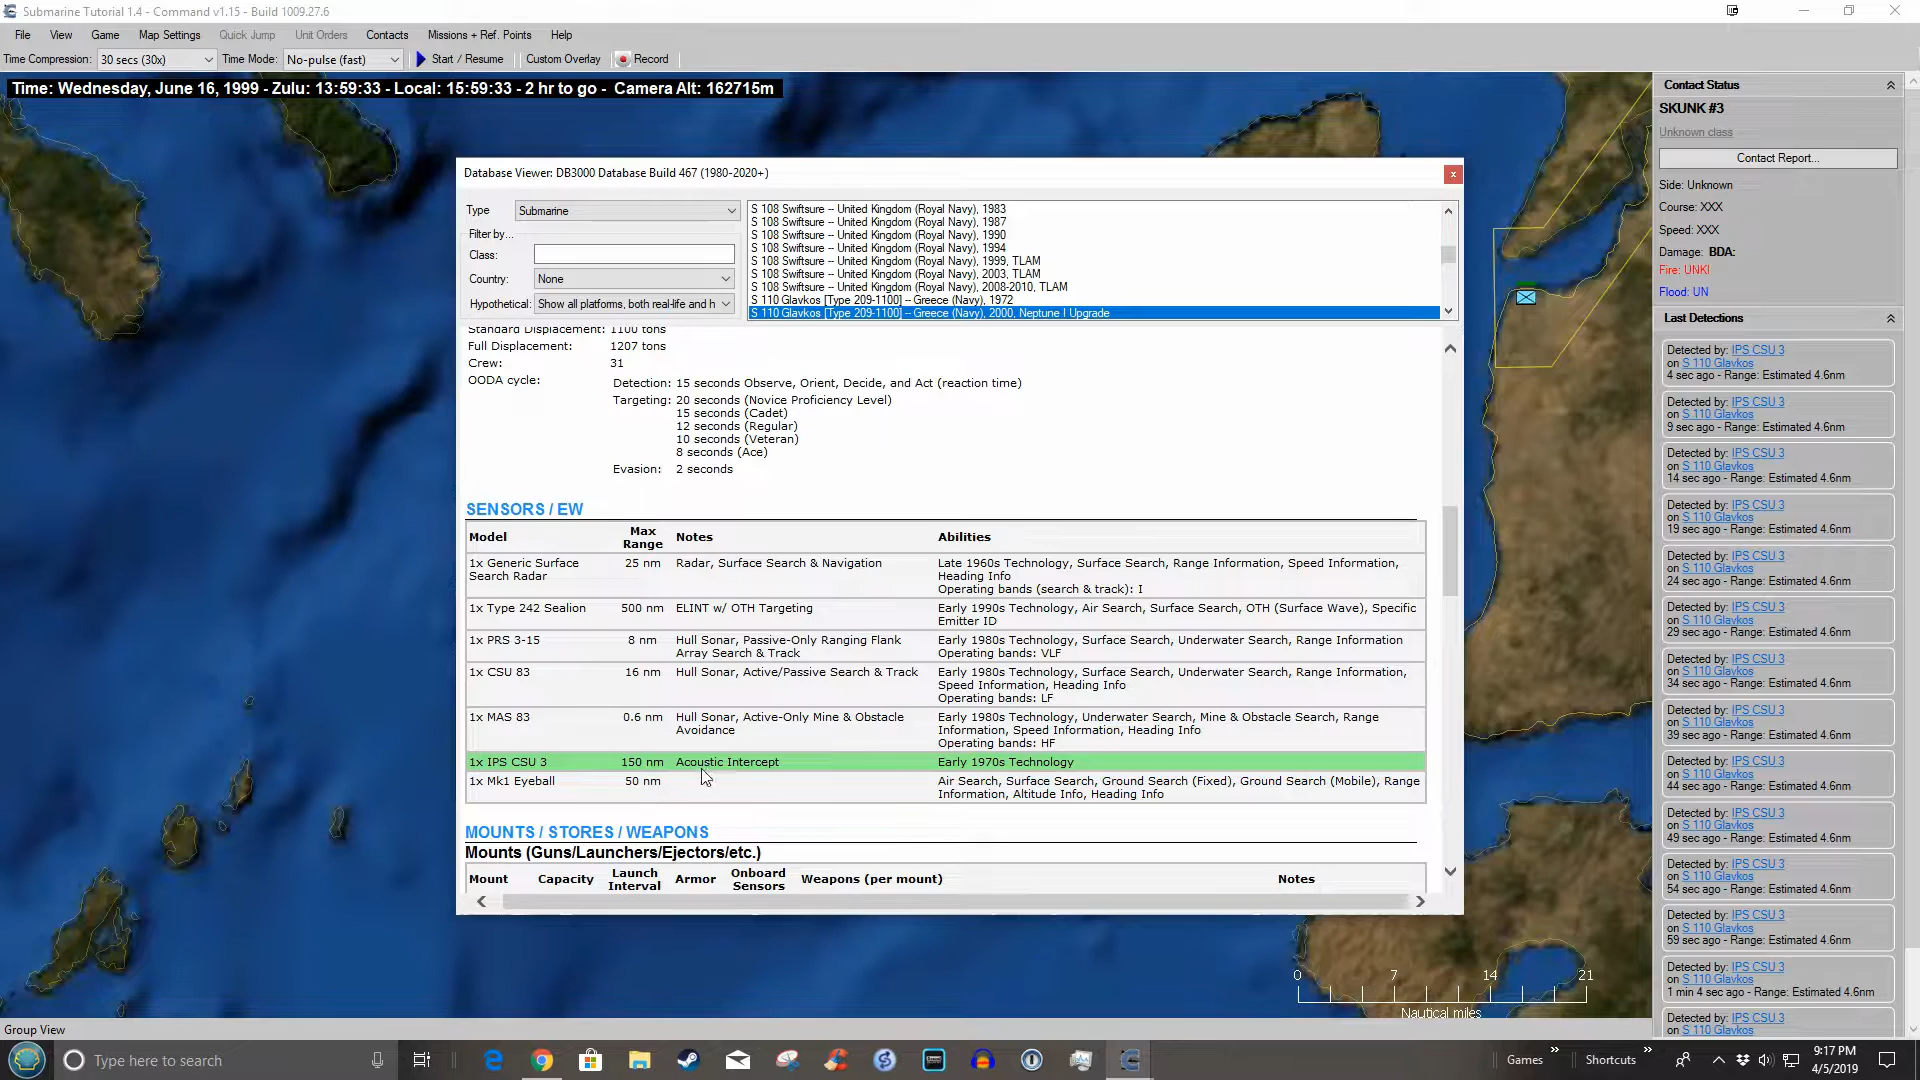 Submarine Tutorial 1.4 - Command v1.15 - Build 1009.27.6
File View Game Map Settings Quick Jump Unit Orders Contacts Missions + Ref. Points Help
Time Compression: 30 secs (30x) Time Mode: No-pulse (fast) Start / Resume Custom Overlay Record
Time: Wednesday, June 16, 1999 - Zulu: 13:59:33 - Local: 15:59:33 - 2 hr to go - Camera Alt: 162715m
Database Viewer: DB3000 Database Build 467 (1980-2020+)
x
Type Submarine
Filter by...
Class:
Country: None
Hypothetical: Show all platforms, both real-life and h
S 108 Swiftsure -- United Kingdom (Royal Navy), 1983
S 108 Swiftsure -- United Kingdom (Royal Navy), 1987
S 108 Swiftsure -- United Kingdom (Royal Navy), 1990
S 108 Swiftsure -- United Kingdom (Royal Navy), 1994
S 108 Swiftsure -- United Kingdom (Royal Navy), 1999, TLAM
S 108 Swiftsure -- United Kingdom (Royal Navy), 2003, TLAM
S 108 Swiftsure -- United Kingdom (Royal Navy), 2008-2010, TLAM
S 110 Glavkos [Type 209-1100] -- Greece (Navy), 1972
S 110 Glavkos [Type 209-1100] -- Greece (Navy), 2000, Neptune I Upgrade
Standard Displacement: 1100 tons
Full Displacement: 1207 tons
Crew: 31
OODA cycle:
Detection: 15 seconds Observe, Orient, Decide, and Act (reaction time)
Targeting: 20 seconds (Novice Proficiency Level)
15 seconds (Cadet)
12 seconds (Regular)
10 seconds (Veteran)
8 seconds (Ace)
Evasion: 2 seconds
SENSORS / EW
Model Max Range Notes Abilities
1x Generic Surface Search Radar 25 nm Radar, Surface Search & Navigation Late 1960s Technology, Surface Search, Range Information, Speed Information,
Heading Info
Operating bands (search & track): I
1x Type 242 Sealion 500 nm ELINT w/ OTH Targeting Early 1990s Technology, Air Search, Surface Search, OTH (Surface Wave), Specific
Emitter ID
1x PRS 3-15 8 nm Hull Sonar, Passive-Only Ranging Flank Array Search & Track Early 1980s Technology, Surface Search, Underwater Search, Range Information
Operating bands: VLF
1x CSU 83 16 nm Hull Sonar, Active/Passive Search & Track Early 1980s Technology, Surface Search, Underwater Search, Range Information,
Speed Information, Heading Info
Operating bands: LF
1x MAS 83 0.6 nm Hull Sonar, Active-Only Mine & Obstacle Avoidance Early 1980s Technology, Underwater Search, Mine & Obstacle Search, Range
Information, Speed Information, Heading Info
Operating bands: HF
1x IPS CSU 3 150 nm Acoustic Intercept Early 1970s Technology
1x Mk1 Eyeball 50 nm Air Search, Surface Search, Ground Search (Fixed), Ground Search (Mobile), Range
Information, Altitude Info, Heading Info
MOUNTS / STORES / WEAPONS
Mounts (Guns/Launchers/Ejectors/etc.)
Mount Capacity Launch Interval Armor Onboard Sensors Weapons (per mount) Notes
Contact Status
SKUNK #3
Unknown class
Contact Report...
Side: Unknown
Course: XXX
Speed: XXX
Damage: BDA:
Fire: UNKI
Flood: UN
Last Detections
Detected by: IPS CSU 3
on S 110 Glavkos
4 sec ago - Range: Estimated 4.6nm
Detected by: IPS CSU 3
on S 110 Glavkos
9 sec ago - Range: Estimated 4.6nm
Detected by: IPS CSU 3
on S 110 Glavkos
14 sec ago - Range: Estimated 4.6nm
Detected by: IPS CSU 3
on S 110 Glavkos
19 sec ago - Range: Estimated 4.6nm
Detected by: IPS CSU 3
on S 110 Glavkos
24 sec ago - Range: Estimated 4.6nm
Detected by: IPS CSU 3
on S 110 Glavkos
29 sec ago - Range: Estimated 4.6nm
Detected by: IPS CSU 3
on S 110 Glavkos
34 sec ago - Range: Estimated 4.6nm
Detected by: IPS CSU 3
on S 110 Glavkos
39 sec ago - Range: Estimated 4.6nm
Detected by: IPS CSU 3
on S 110 Glavkos
44 sec ago - Range: Estimated 4.6nm
Detected by: IPS CSU 3
on S 110 Glavkos
49 sec ago - Range: Estimated 4.6nm
Detected by: IPS CSU 3
on S 110 Glavkos
54 sec ago - Range: Estimated 4.6nm
Detected by: IPS CSU 3
on S 110 Glavkos
59 sec ago - Range: Estimated 4.6nm
Detected by: IPS CSU 3
on S 110 Glavkos
1 min 4 sec ago - Range: Estimated 4.6nm
Detected by: IPS CSU 3
on S 110 Glavkos
0 7 14 21
Nautical miles
Group View
Type here to search
Games
Shortcuts
9:17 PM
4/5/2019